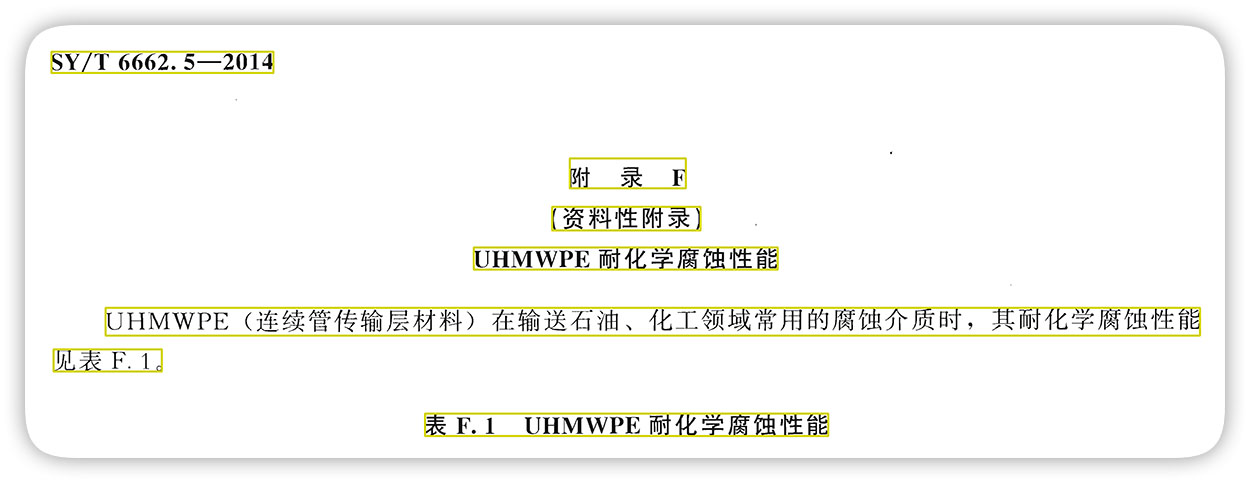 SY/T 6662.5—2014
附 录 F
(资料性附录)
UHMWPE 耐化学腐蚀性能
UHMWPE（连续管传输层材料）在输送石油、化工领域常用的腐蚀介质时，其耐化学腐蚀性能
见表 F.1。
表 F.1 UHMWPE 耐化学腐蚀性能